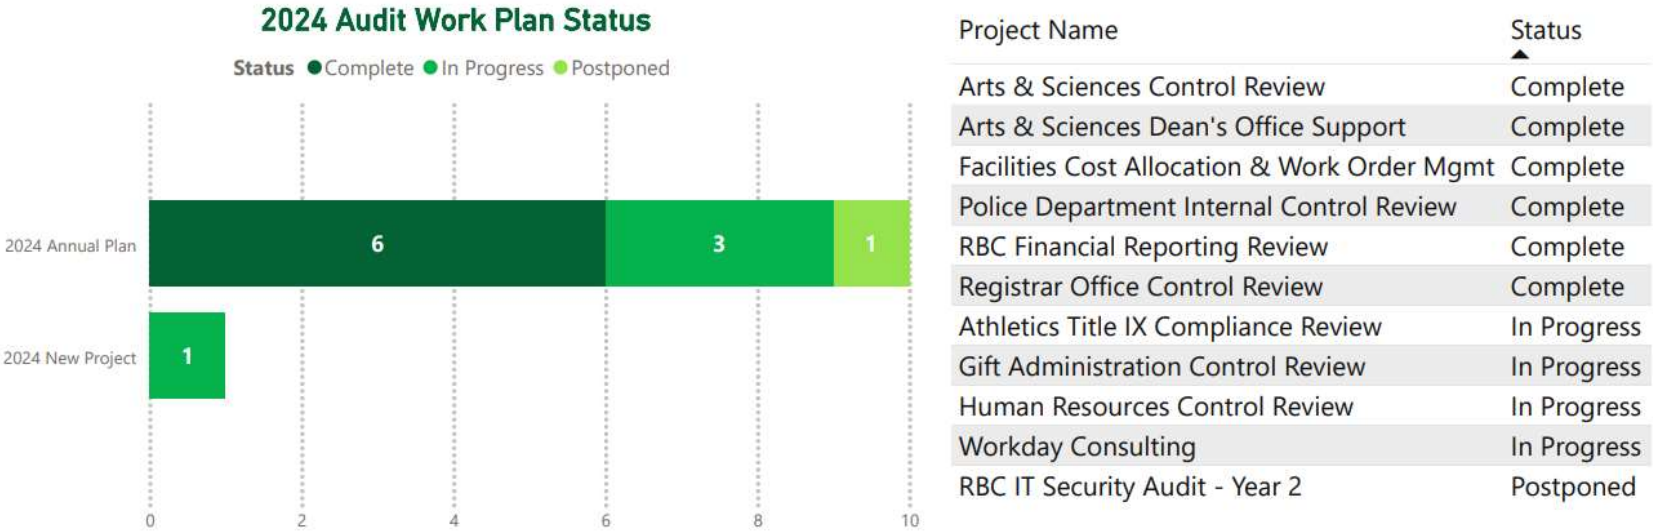 2024 Audit Work Plan Status
Status Complete In Progress Postponed
2024 Annual Plan 6 3 1
2024 New Project 1
0 2 4 6 8 10
Project Name Status
Arts & Sciences Control Review Complete
Arts & Sciences Dean's Office Support Complete
Facilities Cost Allocation & Work Order Mgmt Complete
Police Department Internal Control Review Complete
RBC Financial Reporting Review Complete
Registrar Office Control Review Complete
Athletics Title IX Compliance Review In Progress
Gift Administration Control Review In Progress
Human Resources Control Review In Progress
Workday Consulting In Progress
RBC IT Security Audit - Year 2 Postponed